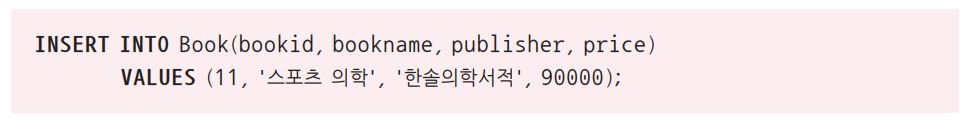 INSERT INTO Book(bookid, bookname, publisher, price)
VALUES (11, '스포츠 의학', '한솔의학서적', 90000);